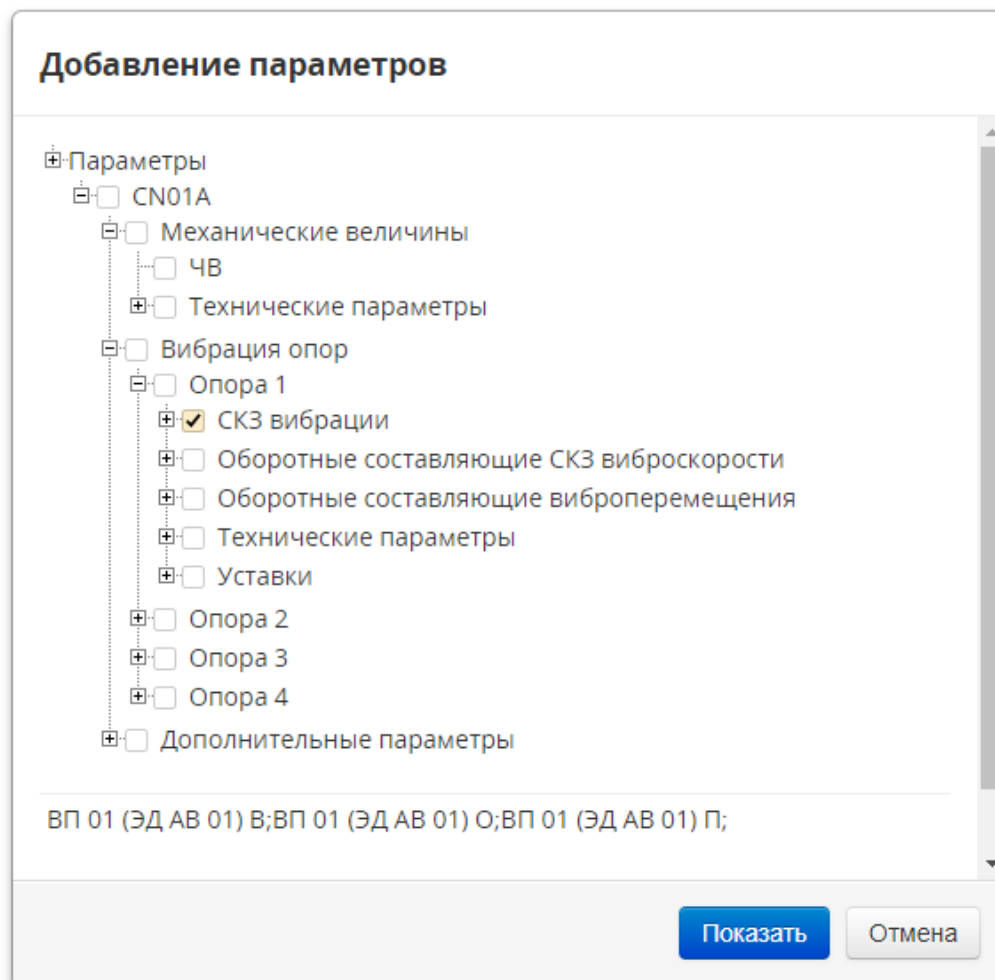 Добавление параметров
Параметры
CN01A
Механические величины
ЧВ
Технические параметры
Вибрация опор
Опора 1
СКЗ вибрации
Оборотные составляющие СКЗ виброскорости
Оборотные составляющие виброперемещения
Технические параметры
Уставки
Опора 2
Опора 3
Опора 4
Дополнительные параметры
ВП 01 (ЭД АВ 01) В;ВП 01 (ЭД АВ 01) О;ВП 01 (ЭД АВ 01) П;
Показать Отмена